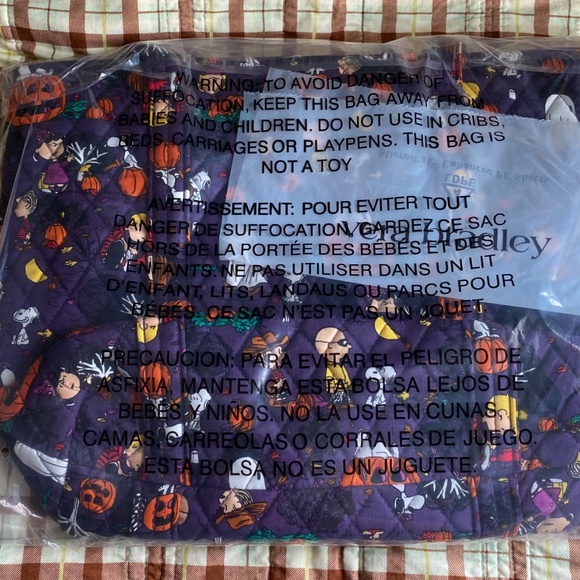 WARNING: TO AVOID DANGER OF
SUFFOCATION, KEEP THIS BAG AWAY FROM
BABIES AND CHILDREN. DO NOT USE IN CRIBS,
BEDS, CARRIAGES OR PLAYPENS. THIS BAG IS
NOT A TOY
Enhanced PE Sheets
LDPE
Vera Bradley
AVERTISSEMENT: POUR EVITER TOUT
DANGER DE SUFFOCATION, GARDEZ CE SAC
HORS DE LA PORTÉE DES BÉBÉS ET DES
ENFANTS. NE PAS UTILISER DANS UN LIT
D'ENFANT, LITS, LANDAUS OU PARCS POUR
BÉBÉS. CE SAC N'EST PAS UN JOUET.
PRECAUCION: PARA EVITAR EL PELIGRO DE
ASFIXIA, MANTENGA ESTA BOLSA LEJOS DE
BEBÉS Y NIÑOS. NO LA USE EN CUNAS,
CAMAS, CARREOLAS O CORRALES DE JUEGO.
ESTA BOLSA NO ES UN JUGUETE.